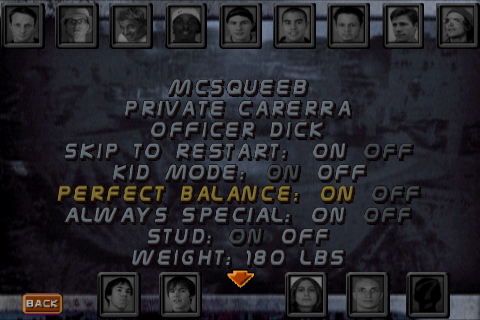 MCSQUEEB
PRIVATE CARERRA
OFFICER DICK
SKIP TO RESTART: ON OFF
KID MODE: ON OFF
PERFECT BALANCE: ON OFF
ALWAYS SPECIAL: ON OFF
STUD: ON OFF
WEIGHT: 180 LBS
BACK